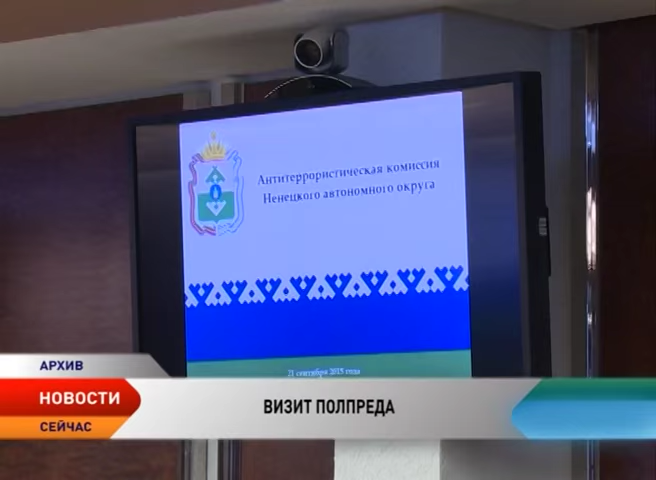 Антитеррористическая комиссия
Ненецкого автономного округа
21 сентября 2015 года
АРХИВ
НОВОСТИ
СЕЙЧАС
ВИЗИТ ПОЛПРЕДА